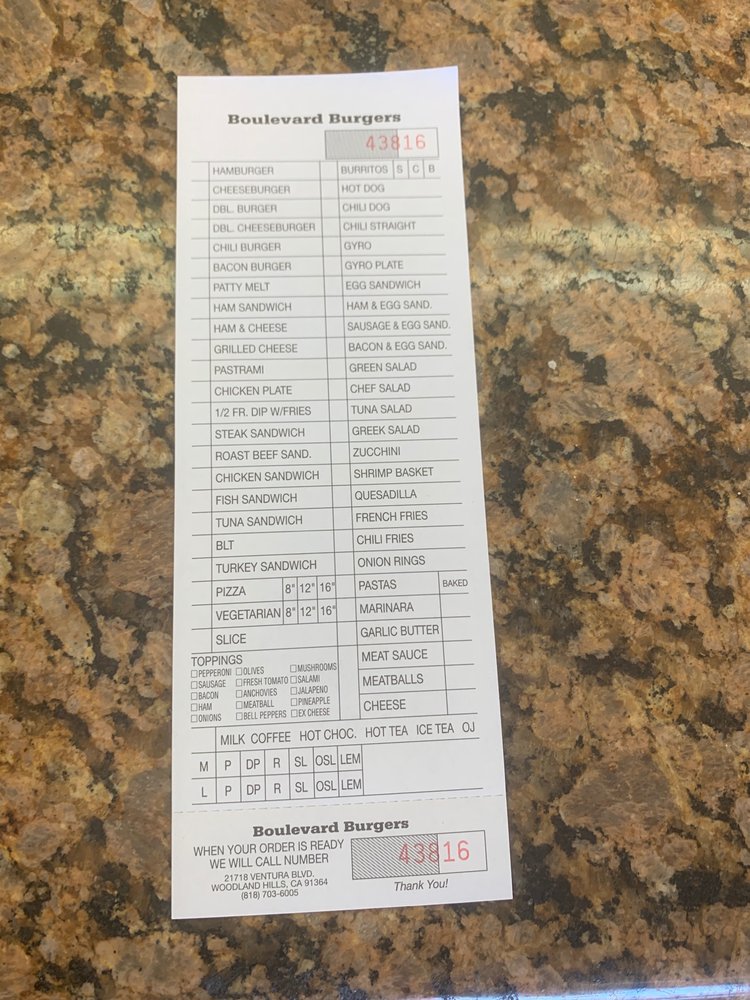 Boulevard Burgers
43816
HAMBURGER
CHEESEBURGER
DBL. BURGER
DBL. CHEESEBURGER
CHILI BURGER
BACON BURGER
PATTY MELT
HAM SANDWICH
HAM & CHEESE
GRILLED CHEESE
PASTRAMI
CHICKEN PLATE
1/2 FR. DIP W/FRIES
STEAK SANDWICH
ROAST BEEF SAND.
CHICKEN SANDWICH
FISH SANDWICH
TUNA SANDWICH
BLT
TURKEY SANDWICH
PIZZA 8" 12" 16"
VEGETARIAN 8" 12" 16"
SLICE
BURRITOS S C B
HOT DOG
CHILI DOG
CHILI STRAIGHT
GYRO
GYRO PLATE
EGG SANDWICH
HAM & EGG SAND.
SAUSAGE & EGG SAND.
BACON & EGG SAND.
GREEN SALAD
CHEF SALAD
TUNA SALAD
GREEK SALAD
ZUCCHINI
SHRIMP BASKET
QUESADILLA
FRENCH FRIES
CHILI FRIES
ONION RINGS
PASTAS BAKED
MARINARA
GARLIC BUTTER
MEAT SAUCE
MEATBALLS
CHEESE
TOPPINGS
PEPPERONI OLIVES MUSHROOMS
SAUSAGE FRESH TOMATO SALAMI
BACON ANCHOVIES JALAPENO
HAM MEATBALL PINEAPPLE
ONIONS BELL PEPPERS EX CHEESE
MILK COFFEE HOT CHOC. HOT TEA ICE TEA OJ
M P DP R SL OSL LEM
L P DP R SL OSL LEM
Boulevard Burgers
WHEN YOUR ORDER IS READY
WE WILL CALL NUMBER
43816
21718 VENTURA BLVD.
WOODLAND HILLS, CA 91364
(818) 703-6005
Thank You!